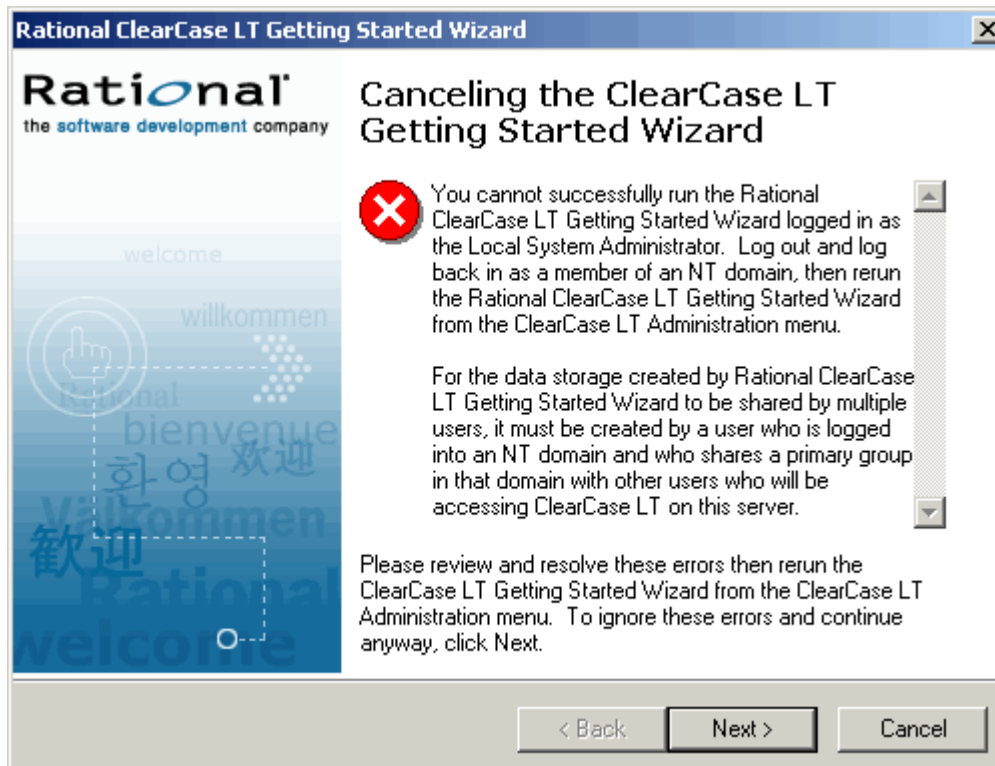 Rational ClearCase LT Getting Started Wizard
Rational
the software development company
welcome
willkommen
Rational
bienvenue
환영
欢迎
Välkommen
歓迎
Rational
welcome
Canceling the ClearCase LT
Getting Started Wizard
You cannot successfully run the Rational
ClearCase LT Getting Started Wizard logged in as
the Local System Administrator.  Log out and log
back in as a member of an NT domain, then rerun
the Rational ClearCase LT Getting Started Wizard
from the ClearCase LT Administration menu.
For the data storage created by Rational ClearCase
LT Getting Started Wizard to be shared by multiple
users, it must be created by a user who is logged
into an NT domain and who shares a primary group
in that domain with other users who will be
accessing ClearCase LT on this server.
Please review and resolve these errors then rerun the
ClearCase LT Getting Started Wizard from the ClearCase LT
Administration menu.  To ignore these errors and continue
anyway, click Next.
< Back
Next >
Cancel